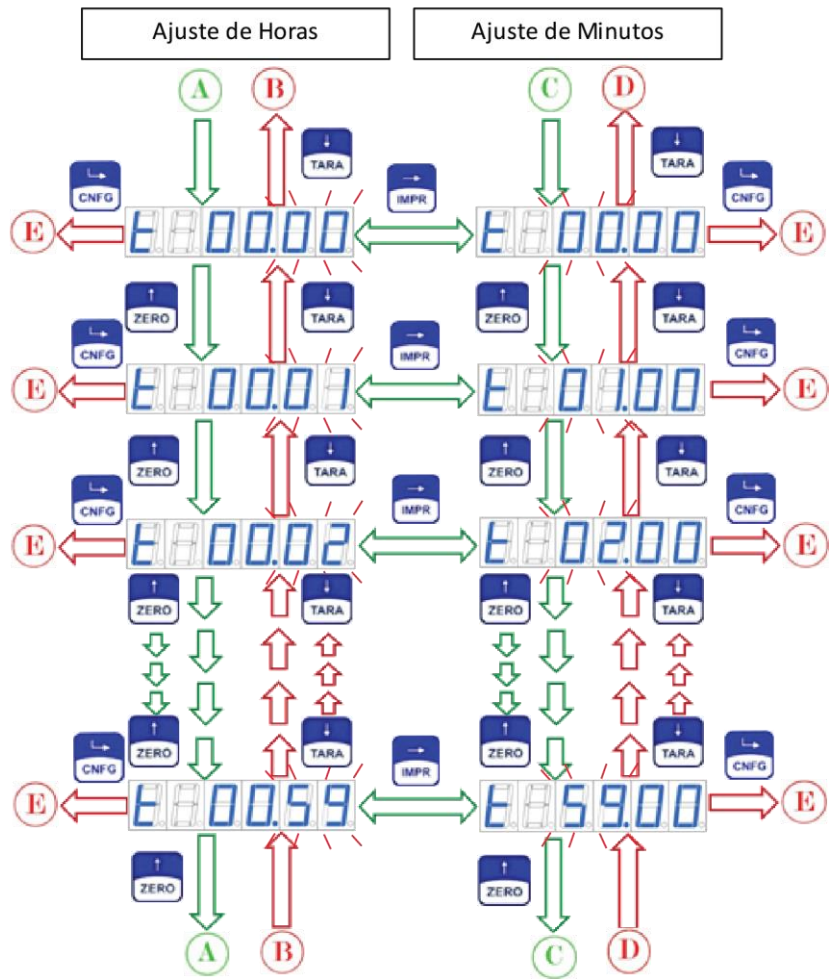 Ajuste de Horas Ajuste de Minutos
A B C D
TARA TARA
CNFG IMPR CNFG
E t 00.00 t 00.00 E
ZERO TARA ZERO TARA
CNFG IMPR CNFG
E t 00.01 t 01.00 E
ZERO TARA ZERO TARA
CNFG IMPR CNFG
E t 00.02 t 02.00 E
ZERO TARA ZERO TARA
ZERO TARA ZERO TARA
CNFG IMPR CNFG
E t 00.59 t 59.00 E
ZERO ZERO
A B C D